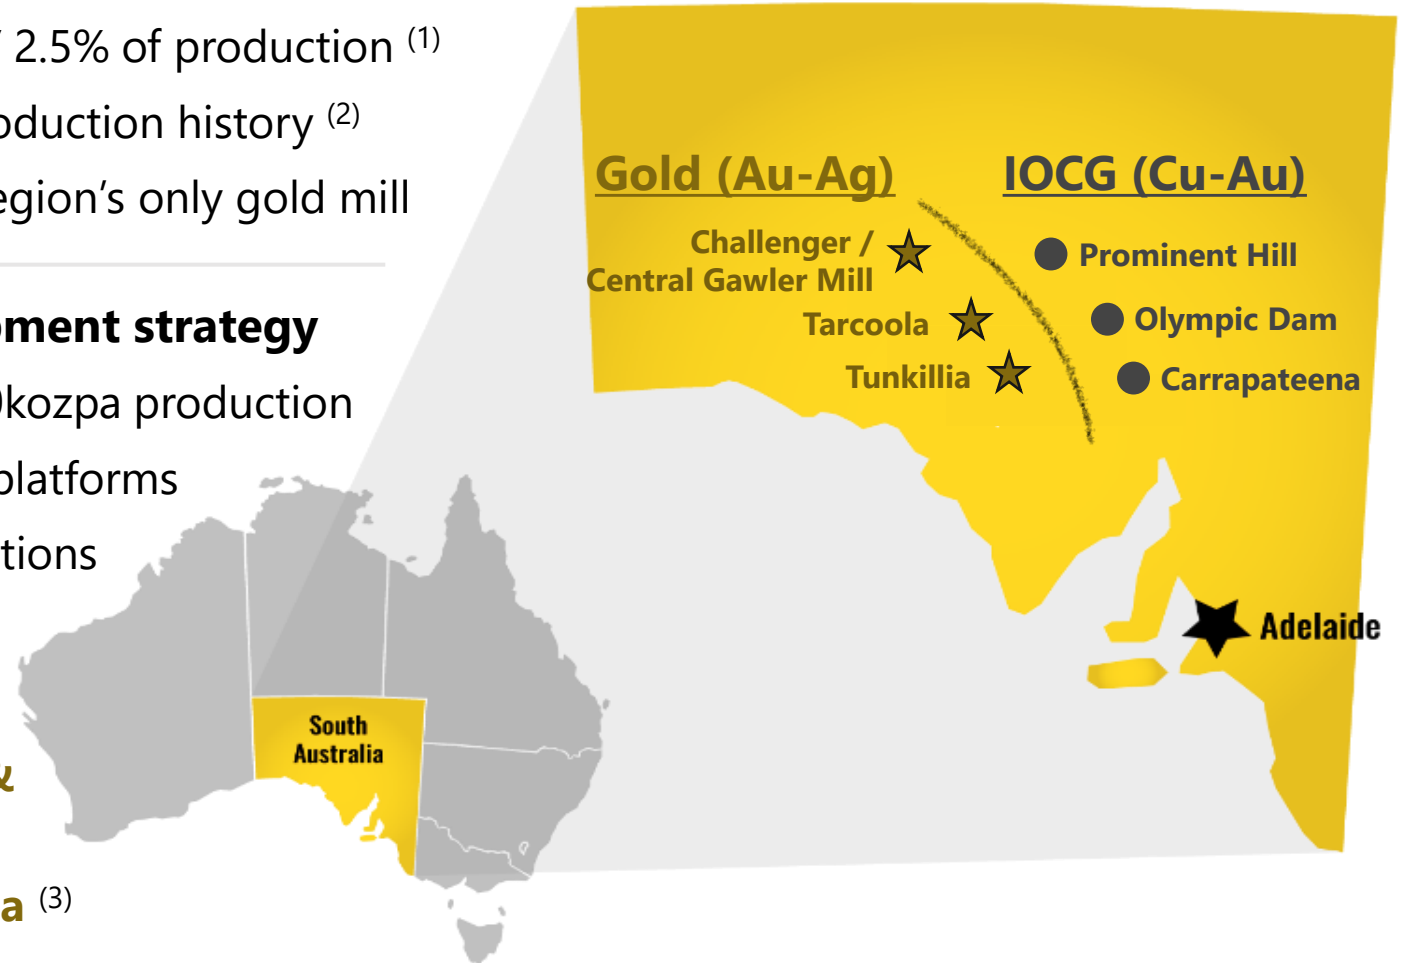 2.5% of production (1)
oduction history (2)
egion's only gold mill
pment strategy
kozpa production
platforms
tions
&
a (3)
Gold (Au-Ag)
Challenger /
Central Gawler Mill
Tarcoola
Tunkillia
IOCG (Cu-Au)
Prominent Hill
Olympic Dam
Carrapateena
Adelaide
South
Australia